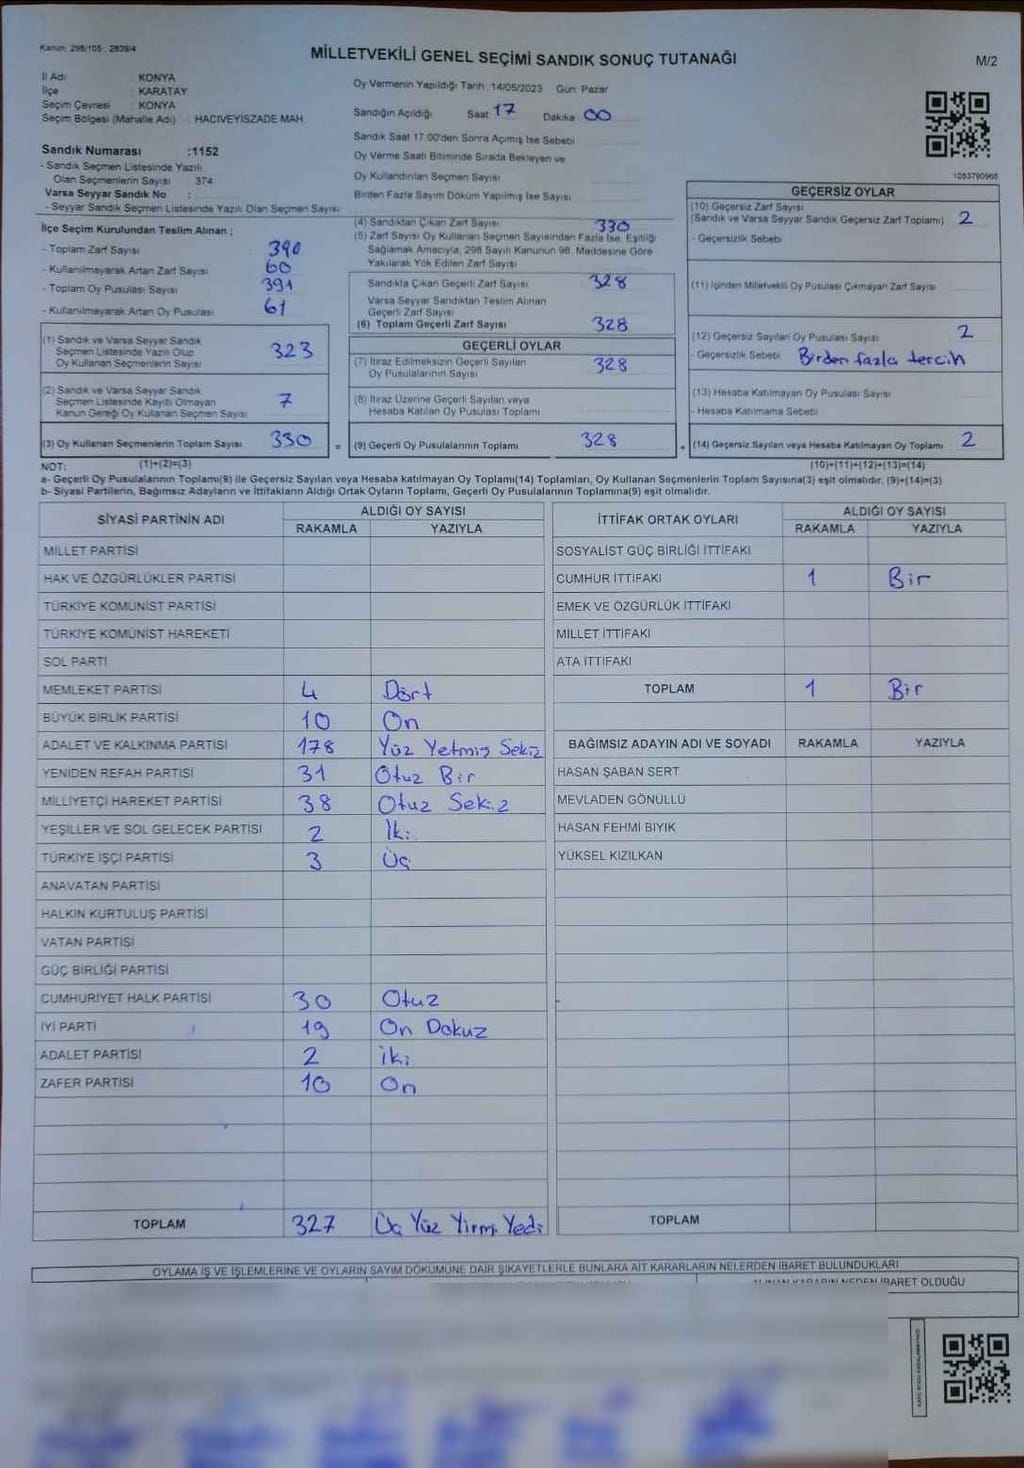 Kanun: 298/105 , 2839/4
MİLLETVEKİLİ GENEL SEÇİMİ SANDIK SONUÇ TUTANAĞI
M/2
İl Adı : KONYA
İlçe : KARATAY
Seçim Çevresi : KONYA
Seçim Bölgesi (Mahalle Adı) : HACIVEYİSZADE MAH.
Sandık Numarası :1152
- Sandık Seçmen Listesinde Yazılı
Olan Seçmenlerin Sayısı : 374
Varsa Seyyar Sandık No :
- Seyyar Sandık Seçmen Listesinde Yazılı Olan Seçmen Sayısı
Oy Vermenin Yapıldığı Tarih : 14/05/2023 Gün: Pazar
Sandığın Açıldığı Saat: 17 Dakika 00
Sandık Saat 17.00'den Sonra Açımış İse Sebebi
Oy Verme Saati Bitiminde Sırada Bekleyen ve
Oy Kullandırılan Seçmen Sayısı
Birden Fazla Sayım Döküm Yapılmış İse Sayısı
1083790966
İlçe Seçim Kurulundan Teslim Alınan ;
- Toplam Zarf Sayısı 390
- Kullanılmayarak Artan Zarf Sayısı 60
- Toplam Oy Pusulası Sayısı 391
- Kullanılmayarak Artan Oy Pusulası 61
(1) Sandık ve Varsa Seyyar Sandık
Seçmen Listesinde Yazılı Olup
Oy Kullanan Seçmenlerin Sayısı 323
(2) Sandık ve Varsa Seyyar Sandık
Seçmen Listesinde Kayıtlı Olmayan
Kanun Gereği Oy Kullanan Seçmen Sayısı 7
(3) Oy Kullanan Seçmenlerin Toplam Sayısı 330
(1)+(2)=(3)
(4) Sandıktan Çıkan Zarf Sayısı 330
(5) Zarf Sayısı Oy Kullanan Seçmen Sayısından Fazla İse, Eşitliği
Sağlamak Amacıyla, 298 Sayılı Kanunun 98. Maddesine Göre
Yakılarak Yok Edilen Zarf Sayısı
Sandıkta Çıkan Geçerli Zarf Sayısı 328
Varsa Seyyar Sandıktan Teslim Alınan
Geçerli Zarf Sayısı
(6) Toplam Geçerli Zarf Sayısı 328
GEÇERLİ OYLAR
(7) İtiraz Edilmeksizin Geçerli Sayılan
Oy Pusulalarının Sayısı 328
(8) İtiraz Üzerine Geçerli Sayılan veya
Hesaba Katılan Oy Pusulası Toplamı
= (9) Geçerli Oy Pusulalarının Toplamı 328
GEÇERSİZ OYLAR
(10) Geçersiz Zarf Sayısı
(Sandık ve Varsa Seyyar Sandık Geçersiz Zarf Toplamı) 2
- Geçersizlik Sebebi
(11) İçinden Milletvekili Oy Pusulası Çıkmayan Zarf Sayısı
(12) Geçersiz Sayılan Oy Pusulası Sayısı 2
- Geçersizlik Sebebi Birden fazla tercih
(13) Hesaba Katılmayan Oy Pusulası Sayısı
- Hesaba Katılmama Sebebi
+ (14) Geçersiz Sayılan veya Hesaba Katılmayan Oy Toplamı 2
(10)+(11)+(12)+(13)=(14)
NOT:
a- Geçerli Oy Pusulalarının Toplamı(9) ile Geçersiz Sayılan veya Hesaba katılmayan Oy Toplamı(14) Toplamları, Oy Kullanan Seçmenlerin Toplam Sayısına(3) eşit olmalıdır. (9)+(14)=(3)
b- Siyasi Partilerin, Bağımsız Adayların ve İttifakların Aldığı Ortak Oyların Toplamı, Geçerli Oy Pusulalarının Toplamına(9) eşit olmalıdır.
SİYASİ PARTİNİN ADI
ALDIĞI OY SAYISI
RAKAMLA YAZIYLA
MİLLET PARTİSİ
HAK VE ÖZGÜRLÜKLER PARTİSİ
TÜRKİYE KOMÜNİST PARTİSİ
TÜRKİYE KOMÜNİST HAREKETİ
SOL PARTİ
MEMLEKET PARTİSİ 4 Dört
BÜYÜK BİRLİK PARTİSİ 10 On
ADALET VE KALKINMA PARTİSİ 178 Yüz Yetmiş Sekiz
YENİDEN REFAH PARTİSİ 31 Otuz Bir
MİLLİYETÇİ HAREKET PARTİSİ 38 Otuz Sekiz
YEŞİLLER VE SOL GELECEK PARTİSİ 2 İki
TÜRKİYE İŞÇİ PARTİSİ 3 Üç
ANAVATAN PARTİSİ
HALKIN KURTULUŞ PARTİSİ
VATAN PARTİSİ
GÜÇ BİRLİĞİ PARTİSİ
CUMHURİYET HALK PARTİSİ 30 Otuz
İYİ PARTİ 19 On Dokuz
ADALET PARTİSİ 2 İki
ZAFER PARTİSİ 10 On
TOPLAM 327 Üç Yüz Yirmi Yedi
İTTİFAK ORTAK OYLARI
ALDIĞI OY SAYISI
RAKAMLA YAZIYLA
SOSYALİST GÜÇ BİRLİĞİ İTTİFAKI
CUMHUR İTTİFAKI 1 Bir
EMEK VE ÖZGÜRLÜK İTTİFAKI
MİLLET İTTİFAKI
ATA İTTİFAKI
TOPLAM 1 Bir
BAĞIMSIZ ADAYIN ADI VE SOYADI RAKAMLA YAZIYLA
HASAN ŞABAN SERT
MEVLADEN GÖNÜLLÜ
HASAN FEHMİ BIYIK
YÜKSEL KIZILKAN
TOPLAM
OYLAMA İŞ VE İŞLEMLERİNE VE OYLARIN SAYIM DÖKÜMÜNE DAİR ŞİKAYETLERLE BUNLARA AİT KARARLARIN NELERDEN İBARET BULUNDUKLARI
ALINAN KARARIN NEDEN İBARET OLDUĞU